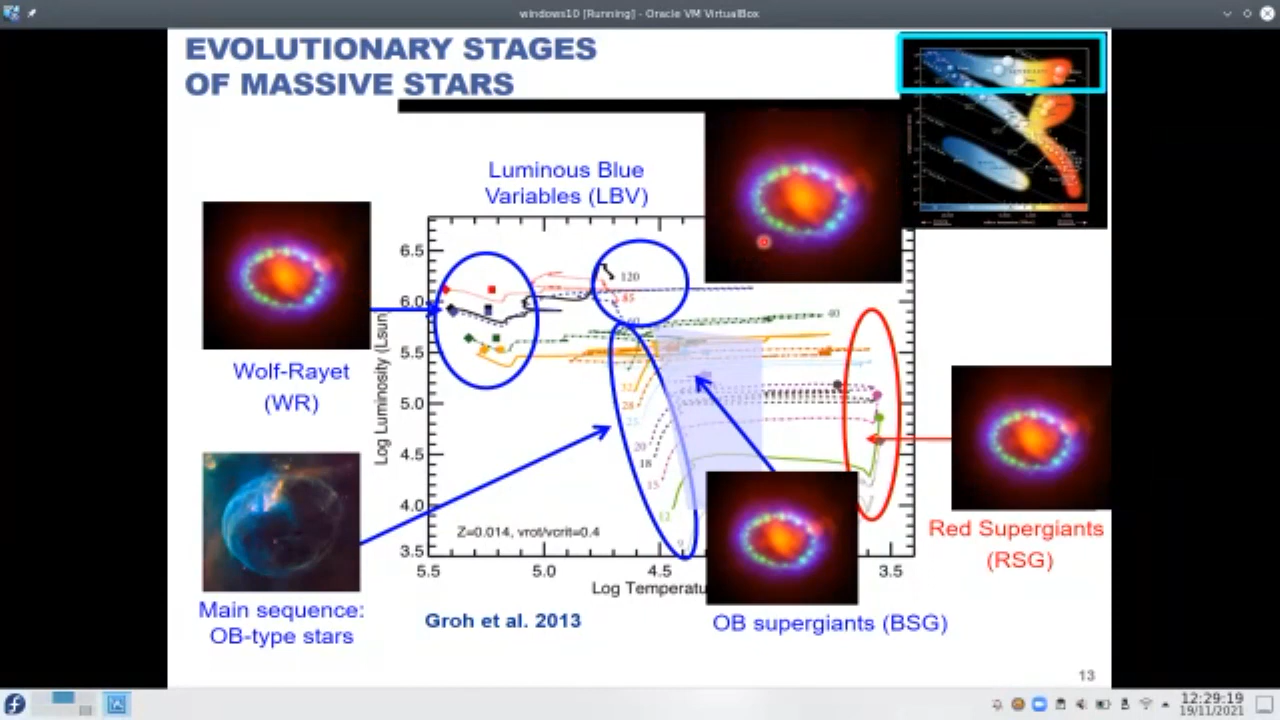 windows10 [Running] - Oracle VM VirtualBox
EVOLUTIONARY STAGES
OF MASSIVE STARS
Luminous Blue
Variables (LBV)
6.5
6.0
5.5
5.0
4.5
4.0
3.5
Log Luminosity (Lsun
120
85
60
40
32
28
25
20
18
15
12
9
Z=0.014, vrot/vcrit=0.4
5.5
5.0
4.5
3.5
Log Temperatu
Wolf-Rayet
(WR)
Main sequence:
OB-type stars
Groh et al. 2013
OB supergiants (BSG)
Red Supergiants
(RSG)
13
12:29:19
19/11/2021